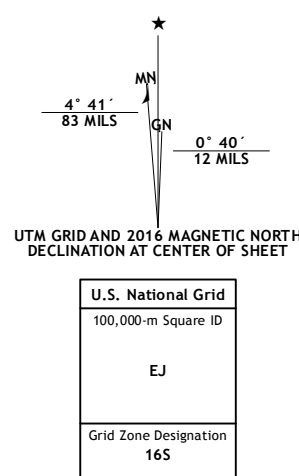 ★
MN
4° 41´
83 MILS
GN
0° 40´
12 MILS
UTM GRID AND 2016 MAGNETIC NORTH
DECLINATION AT CENTER OF SHEET
U.S. National Grid
100,000-m Square ID
EJ
Grid Zone Designation
16S